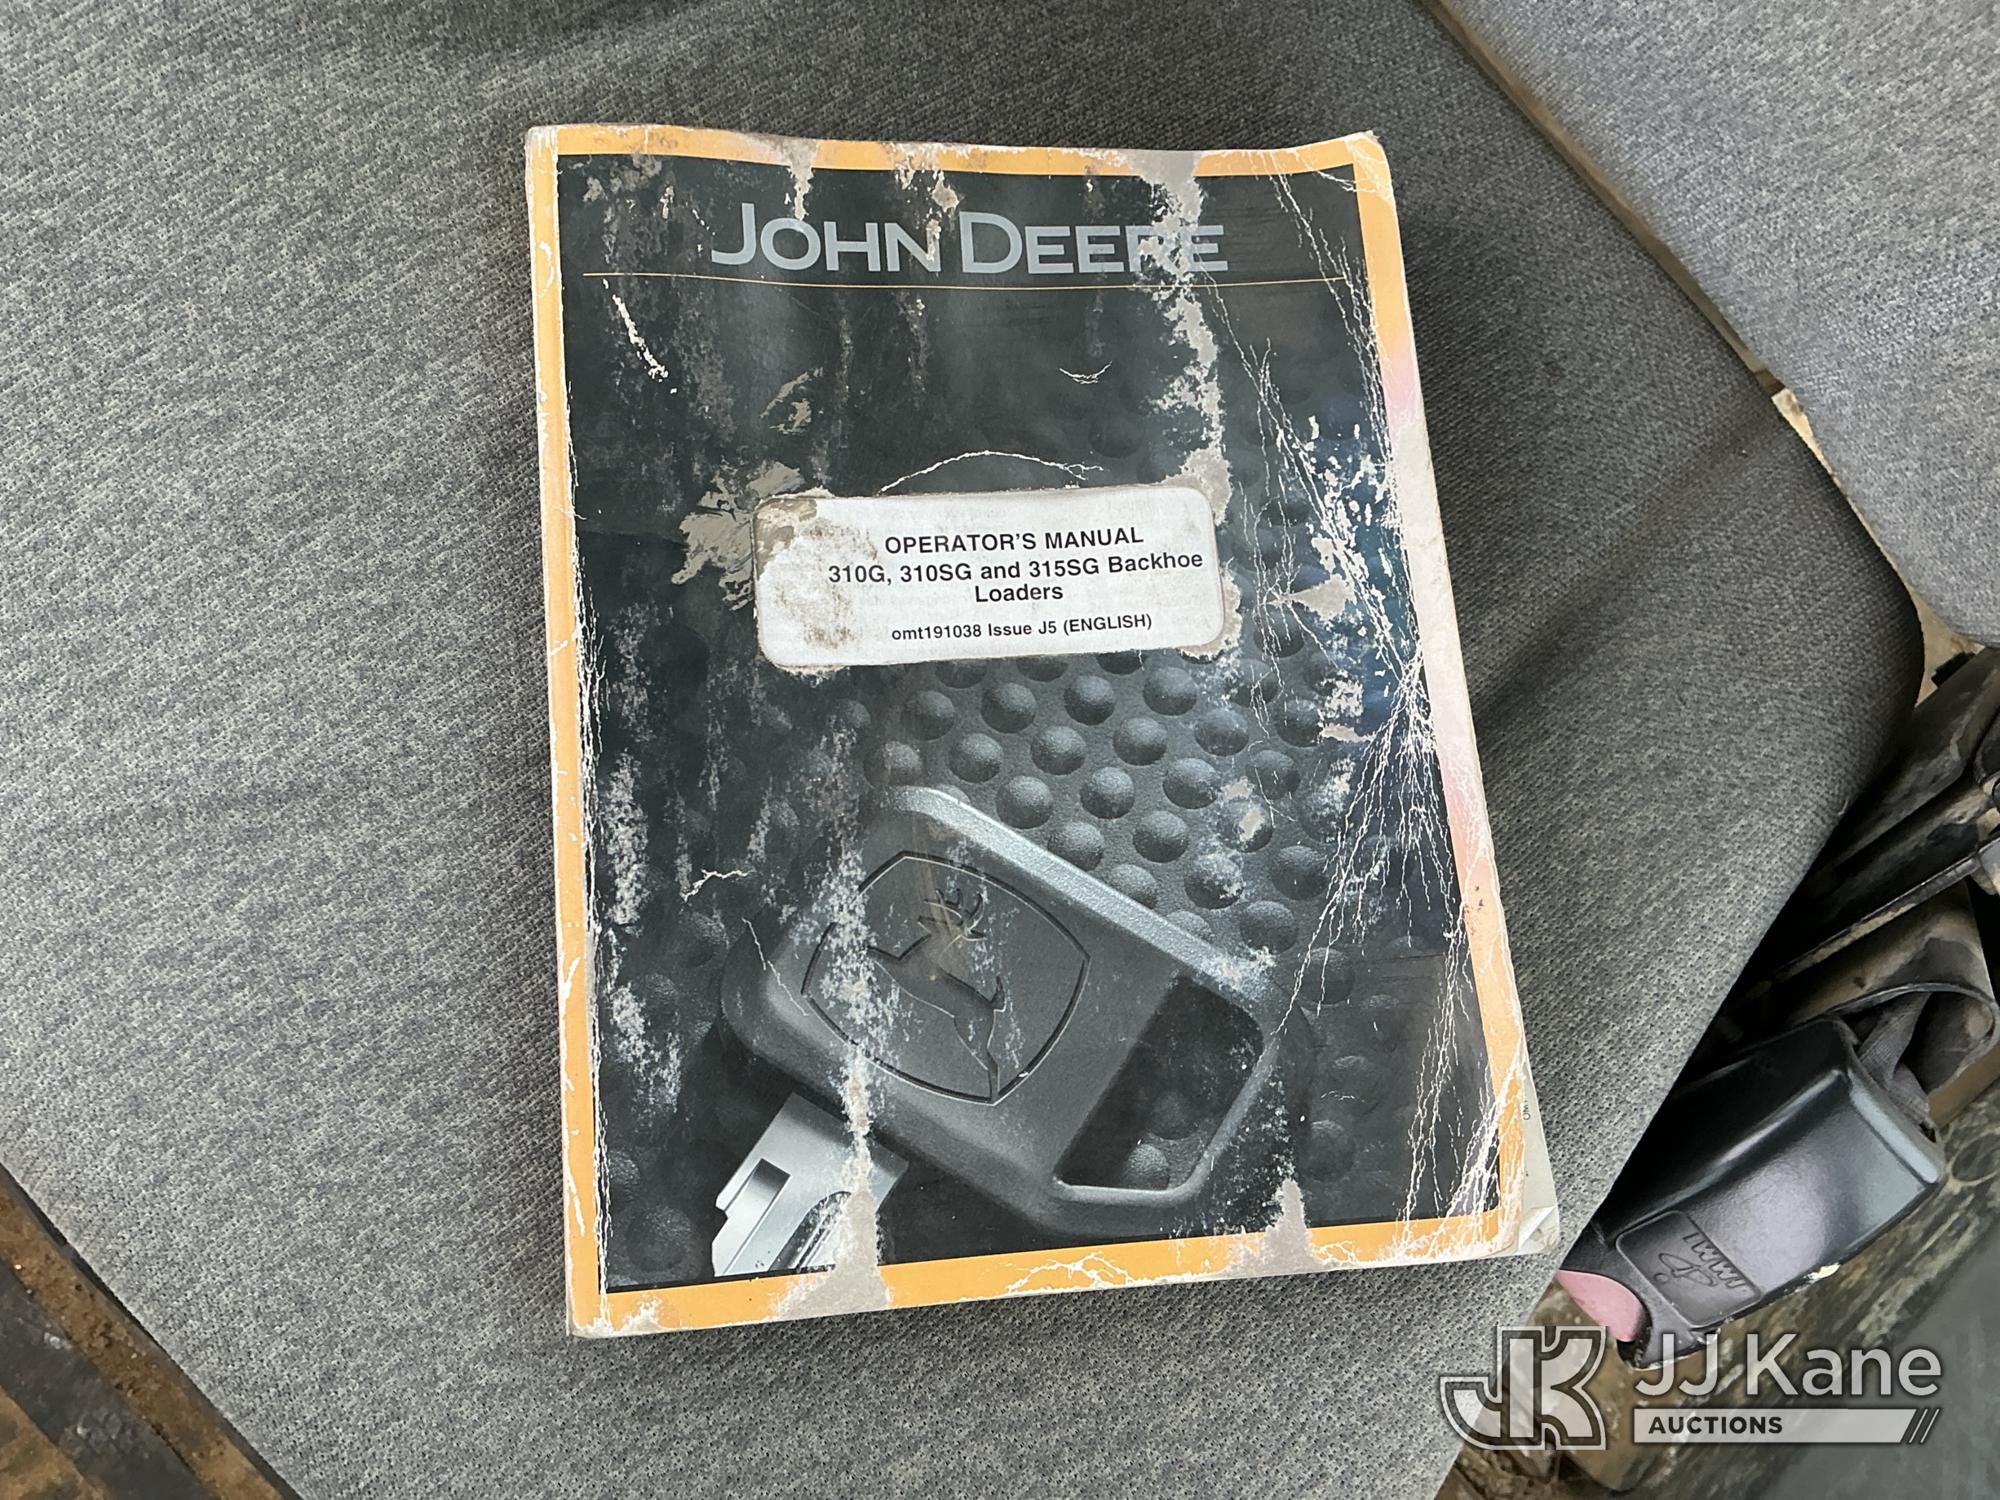 JOHN DEERE
OPERATOR'S MANUAL
310G, 310SG and 315SG Backhoe
Loaders
omt191038 Issue J5 (ENGLISH)
JJ Kane
AUCTIONS